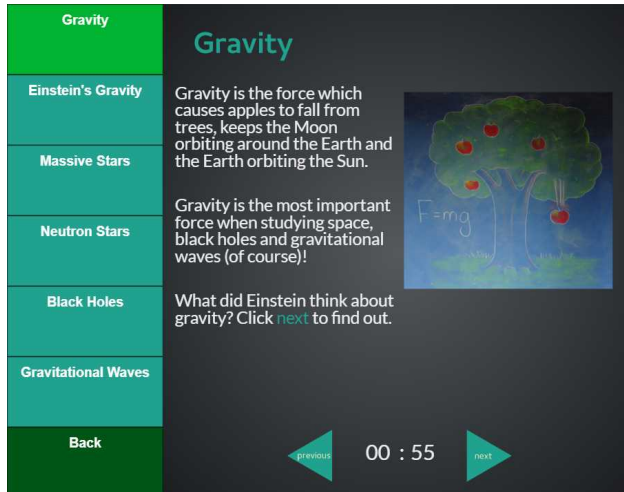 Gravity
Einstein's Gravity
Massive Stars
Neutron Stars
Black Holes
Gravitational Waves
Back
Gravity
Gravity is the force which
causes apples to fall from
trees, keeps the Moon
orbiting around the Earth and
the Earth orbiting the Sun.
Gravity is the most important
force when studying space,
black holes and gravitational
waves (of course)!
What did Einstein think about
gravity? Click next to find out.
F=mg
previous
00 : 55
next